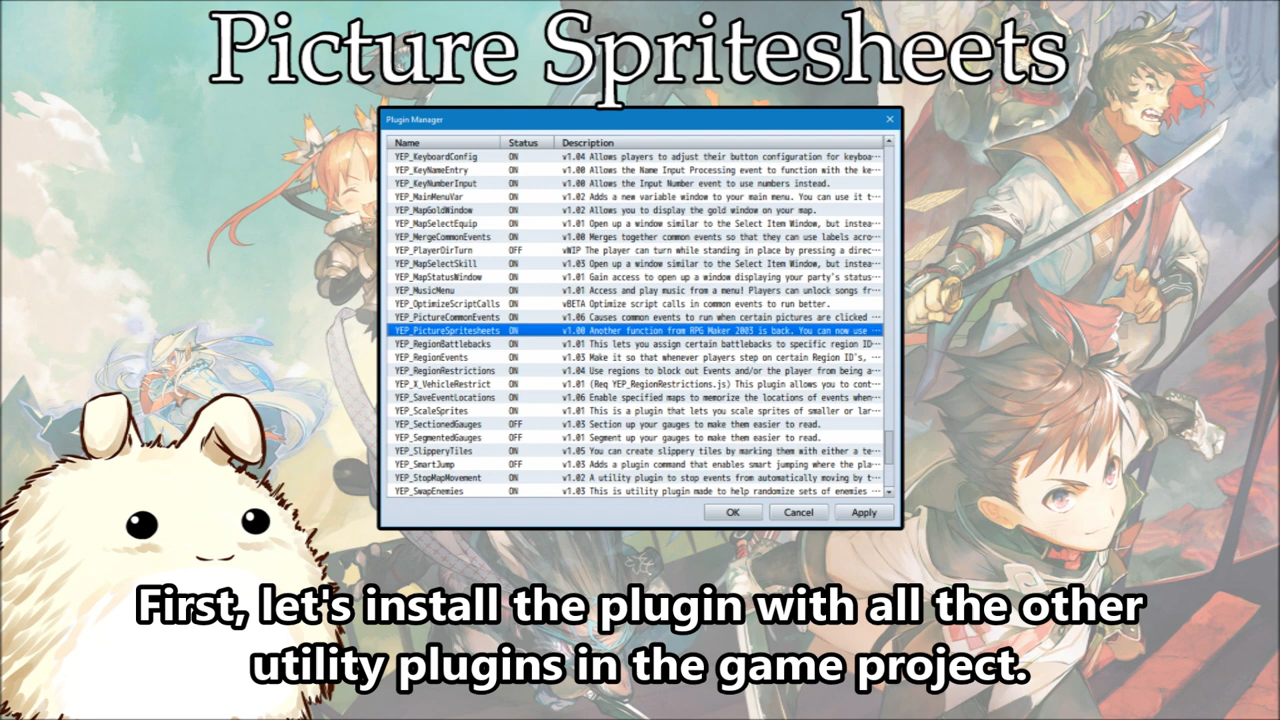 Picture Spritesheets
Plugin Manager
Name Status Description
YEP_KeyboardConfig ON v1.04 Allows players to adjust their button configuration for keyboa···
YEP_KeyNameEntry ON v1.00 Allows the Name Input Processing event to function with the ke···
YEP_KeyNumberInput ON v1.00 Allows the Input Number event to use numbers instead.
YEP_MainMenuVar ON v1.02 Adds a new variable window to your main menu. You can use it t···
YEP_MapGoldWindow ON v1.02 Allows you to display the gold window on your map.
YEP_MapSelectEquip ON v1.01 Open up a window similar to the Select Item Window, but instea···
YEP_MergeCommonEvents ON v1.00 Merges together common events so that they can use labels acro···
YEP_PlayerDirTurn OFF vWIP The player can turn while standing in place by pressing a direc···
YEP_MapSelectSkill ON v1.03 Open up a window similar to the Select Item Window, but instea···
YEP_MapStatusWindow ON v1.01 Gain access to open up a window displaying your party's status···
YEP_MusicMenu ON v1.01 Access and play music from a menu! Players can unlock songs fr···
YEP_OptimizeScriptCalls ON vBETA Optimize script calls in common events to run better.
YEP_PictureCommonEvents ON v1.06 Causes common events to run when certain pictures are clicked ···
YEP_PictureSpritesheets ON v1.00 Another function from RPG Maker 2003 is back. You can now use ···
YEP_RegionBattlebacks ON v1.01 This lets you assign certain battlebacks to specific region ID···
YEP_RegionEvents ON v1.03 Make it so that whenever players step on certain Region ID's, ···
YEP_RegionRestrictions ON v1.04 Use regions to block out Events and/or the player from being a···
YEP_X_VehicleRestrict ON v1.01 (Req YEP_RegionRestrictions.js) This plugin allows you to cont···
YEP_SaveEventLocations ON v1.06 Enable specified maps to memorize the locations of events when···
YEP_ScaleSprites ON v1.01 This is a plugin that lets you scale sprites of smaller or lar···
YEP_SectionedGauges OFF v1.03 Section up your gauges to make them easier to read.
YEP_SegmentedGauges OFF v1.01 Segment up your gauges to make them easier to read.
YEP_SlipperyTiles ON v1.05 You can create slippery tiles by marking them with either a te···
YEP_SmartJump OFF v1.03 Adds a plugin command that enables smart jumping where the pla···
YEP_StopMapMovement ON v1.02 A utility plugin to stop events from automatically moving by t···
YEP_SwapEnemies ON v1.03 This is utility plugin made to help randomize sets of enemies ···
OK Cancel Apply
First, let's install the plugin with all the other
utility plugins in the game project.